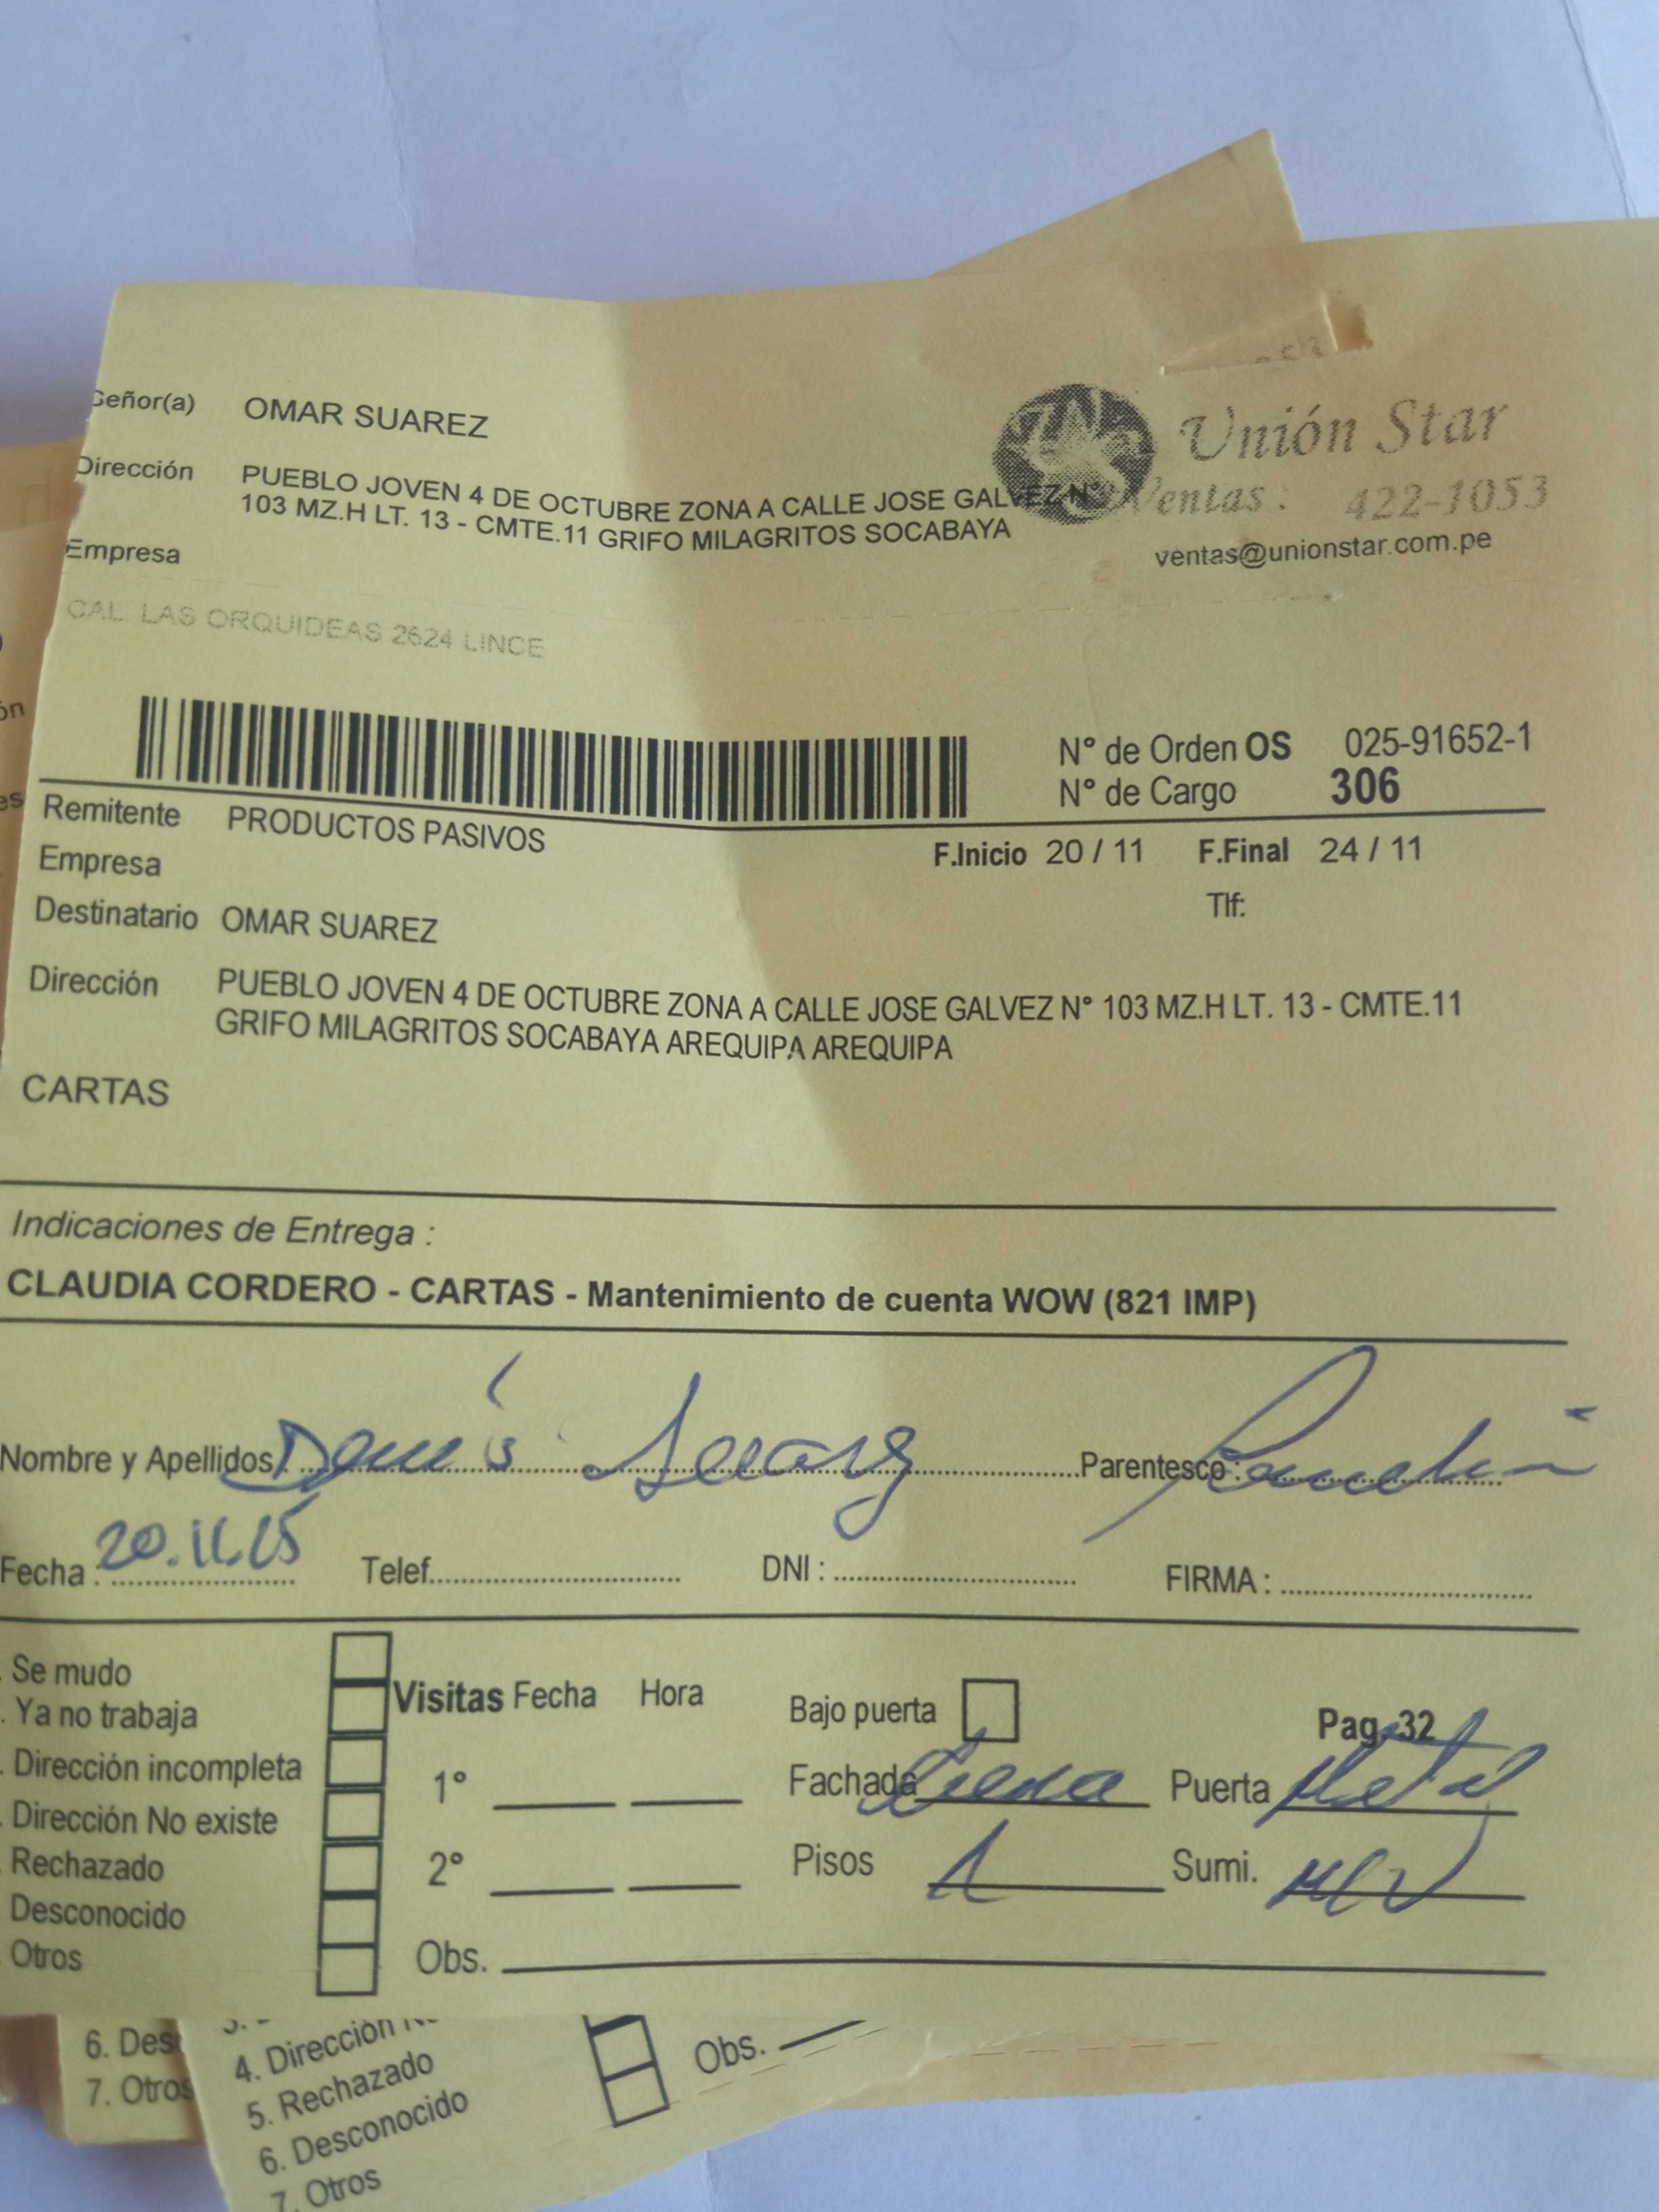 Señor(a) OMAR SUAREZ
Dirección PUEBLO JOVEN 4 DE OCTUBRE ZONA A CALLE JOSE GALVEZ N°
103 MZ.H LT. 13 - CMTE.11 GRIFO MILAGRITOS SOCABAYA
Empresa
Unión Star
Ventas : 422-1053
ventas@unionstar.com.pe
CAL. LAS ORQUIDEAS 2624 LINCE
N° de Orden OS 025-91652-1
N° de Cargo 306
Remitente PRODUCTOS PASIVOS
Empresa
F.Inicio 20 / 11 F.Final 24 / 11
Tlf:
Destinatario OMAR SUAREZ
Dirección PUEBLO JOVEN 4 DE OCTUBRE ZONA A CALLE JOSE GALVEZ N° 103 MZ.H LT. 13 - CMTE.11
GRIFO MILAGRITOS SOCABAYA AREQUIPA AREQUIPA
CARTAS
Indicaciones de Entrega :
CLAUDIA CORDERO - CARTAS - Mantenimiento de cuenta WOW (821 IMP)
Nombre y Apellidos: Parentesco :
Fecha : 20.11.15 Telef. DNI : FIRMA :
Se mudo
Ya no trabaja
Dirección incompleta
Dirección No existe
Rechazado
Desconocido
Otros
Visitas Fecha Hora
1°
2°
Obs.
Bajo puerta
Pag. 32
Fachada Puerta Metal
Pisos 1 Sumi.
6. Des
7. Otros
4. Dirección
5. Rechazado
6. Desconocido
7. Otros
Obs.